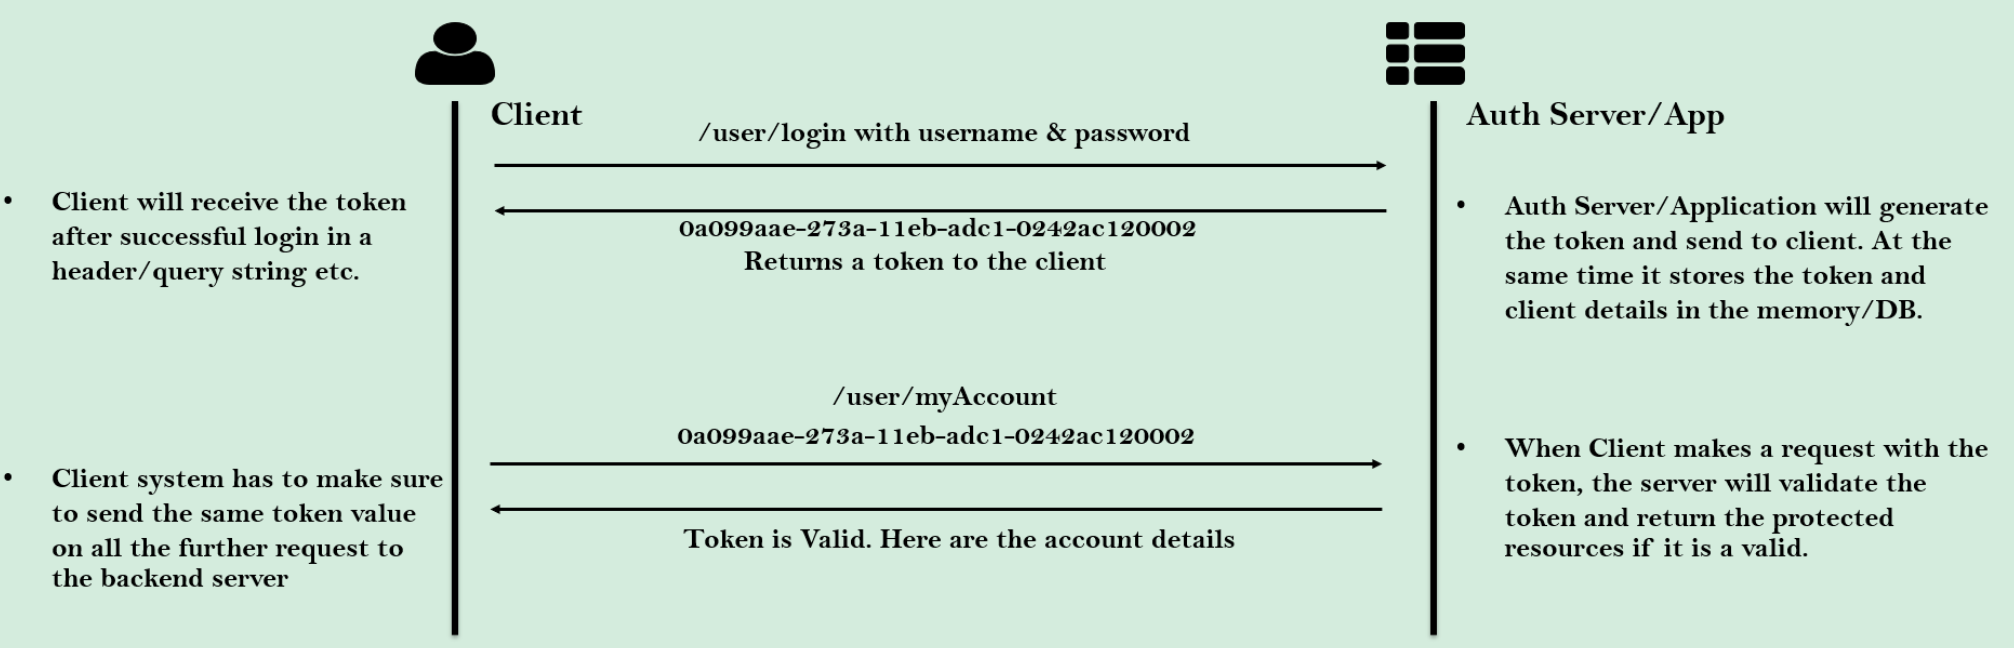 Client
Auth Server/App
/user/login with username & password
• Client will receive the token
after successful login in a
header/query string etc.
0a099aae-273a-11eb-adc1-0242ac120002
Returns a token to the client
• Auth Server/Application will generate
the token and send to client. At the
same time it stores the token and
client details in the memory/DB.
/user/myAccount
0a099aae-273a-11eb-adc1-0242ac120002
• Client system has to make sure
to send the same token value
on all the further request to
the backend server
Token is Valid. Here are the account details
• When Client makes a request with the
token, the server will validate the
token and return the protected
resources if it is a valid.